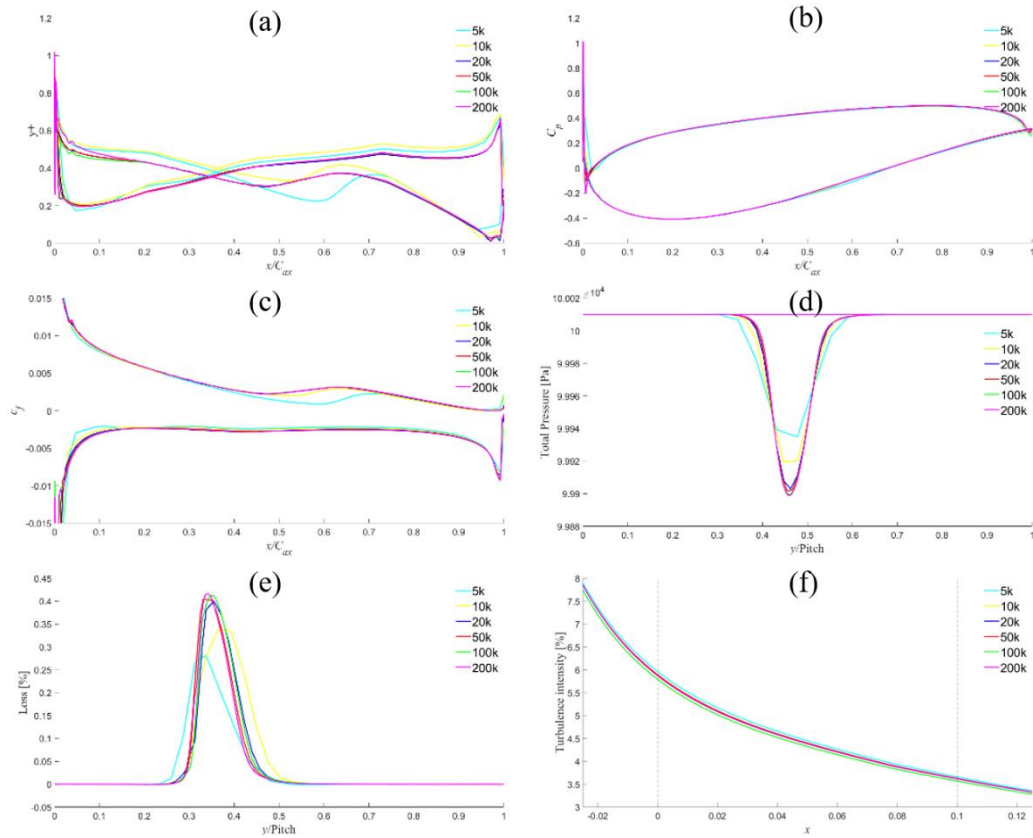 (a)
1.2
1
0.8
0.6
0.4
0.2
0
y+
0 0.1 0.2 0.3 0.4 0.5 0.6 0.7 0.8 0.9 1
x/Cax
5k
10k
20k
50k
100k
200k
(b)
1.2
1
0.8
0.6
0.4
0.2
0
-0.2
-0.4
-0.6
Cp
0 0.1 0.2 0.3 0.4 0.5 0.6 0.7 0.8 0.9 1
x/Cax
5k
10k
20k
50k
100k
200k
(c)
0.015
0.01
0.005
0
-0.005
-0.01
-0.015
cf
0 0.1 0.2 0.3 0.4 0.5 0.6 0.7 0.8 0.9 1
x/Cax
5k
10k
20k
50k
100k
200k
(d)
×10⁴
10.002
10
9.998
9.996
9.994
9.992
9.99
9.988
Total Pressure [Pa]
0 0.1 0.2 0.3 0.4 0.5 0.6 0.7 0.8 0.9 1
y/Pitch
5k
10k
20k
50k
100k
200k
(e)
0.45
0.4
0.35
0.3
0.25
0.2
0.15
0.1
0.05
0
-0.05
Loss [%]
0 0.1 0.2 0.3 0.4 0.5 0.6 0.7 0.8 0.9 1
y/Pitch
5k
10k
20k
50k
100k
200k
(f)
8
7.5
7
6.5
6
5.5
5
4.5
4
3.5
3
Turbulence intensity [%]
-0.02 0 0.02 0.04 0.06 0.08 0.1 0.12
x
5k
10k
20k
50k
100k
200k